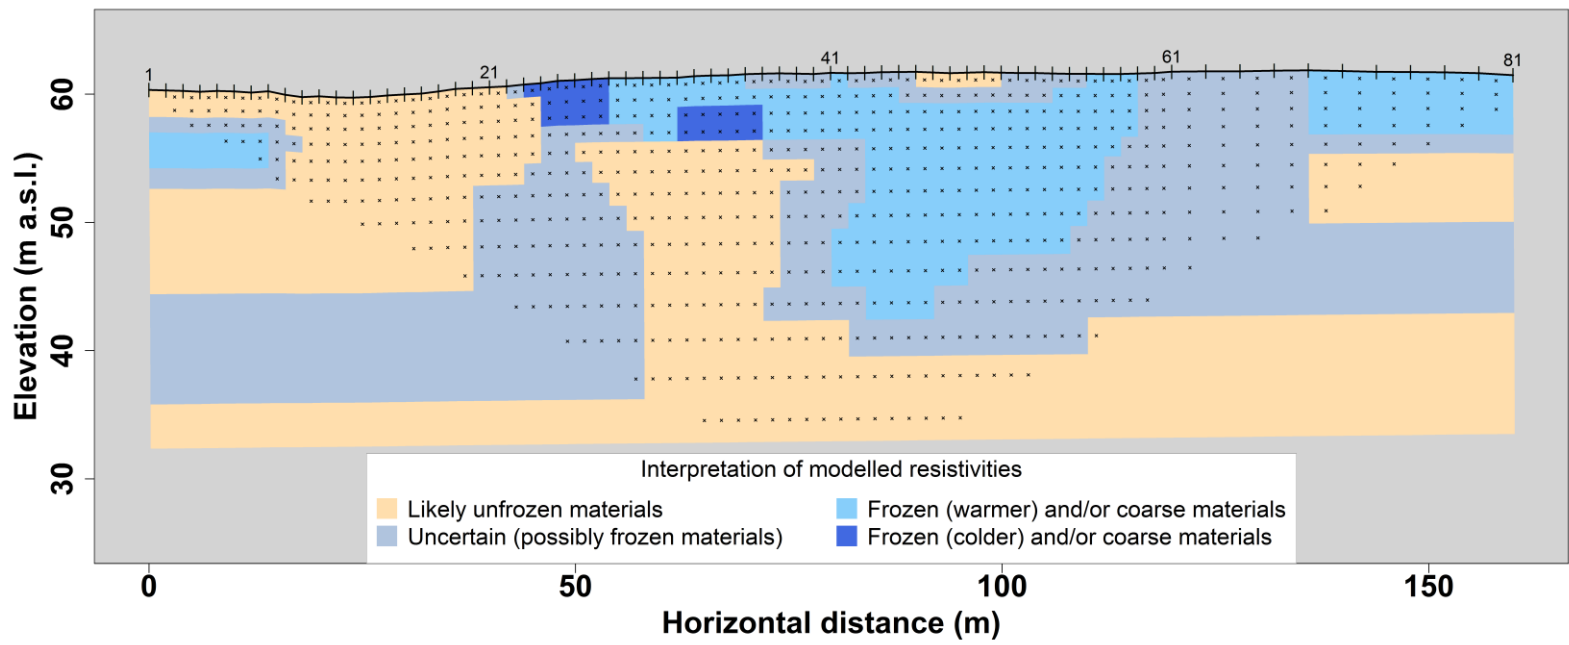 1
21
41
61
81
60
50
40
30
Elevation (m a.s.l.)
Interpretation of modelled resistivities
Likely unfrozen materials
Frozen (warmer) and/or coarse materials
Uncertain (possibly frozen materials)
Frozen (colder) and/or coarse materials
0
50
100
150
Horizontal distance (m)